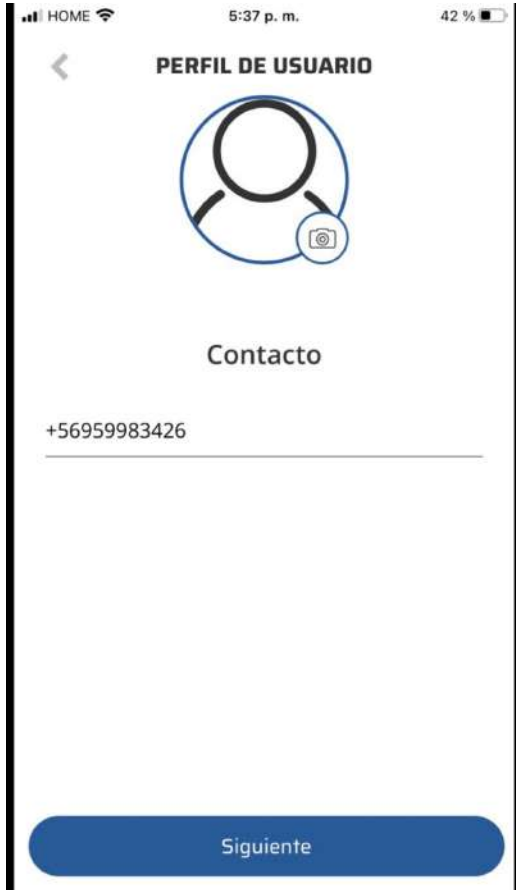 HOME 5:37 p. m. 42 %
PERFIL DE USUARIO
Contacto
+56959983426
Siguiente